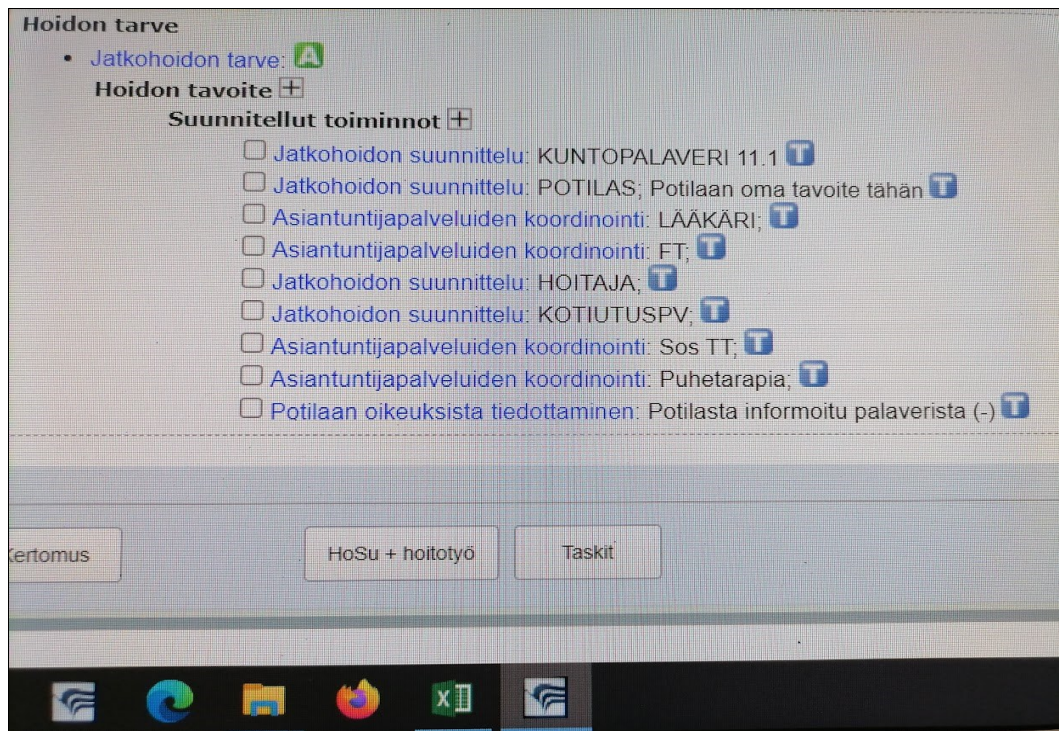 Hoidon tarve
• Jatkohoidon tarve: A
Hoidon tavoite +
Suunnitellut toiminnot +
Jatkohoidon suunnittelu: KUNTOPALAVERI 11.1 T
Jatkohoidon suunnittelu: POTILAS; Potilaan oma tavoite tähän T
Asiantuntijapalveluiden koordinointi: LÄÄKÄRI; T
Asiantuntijapalveluiden koordinointi: FT; T
Jatkohoidon suunnittelu: HOITAJA; T
Jatkohoidon suunnittelu: KOTIUTUSPV; T
Asiantuntijapalveluiden koordinointi: Sos TT; T
Asiantuntijapalveluiden koordinointi: Puhetarapia; T
Potilaan oikeuksista tiedottaminen: Potilasta informoitu palaverista (-) T
Kertomus HoSu + hoitotyö Taskit
X